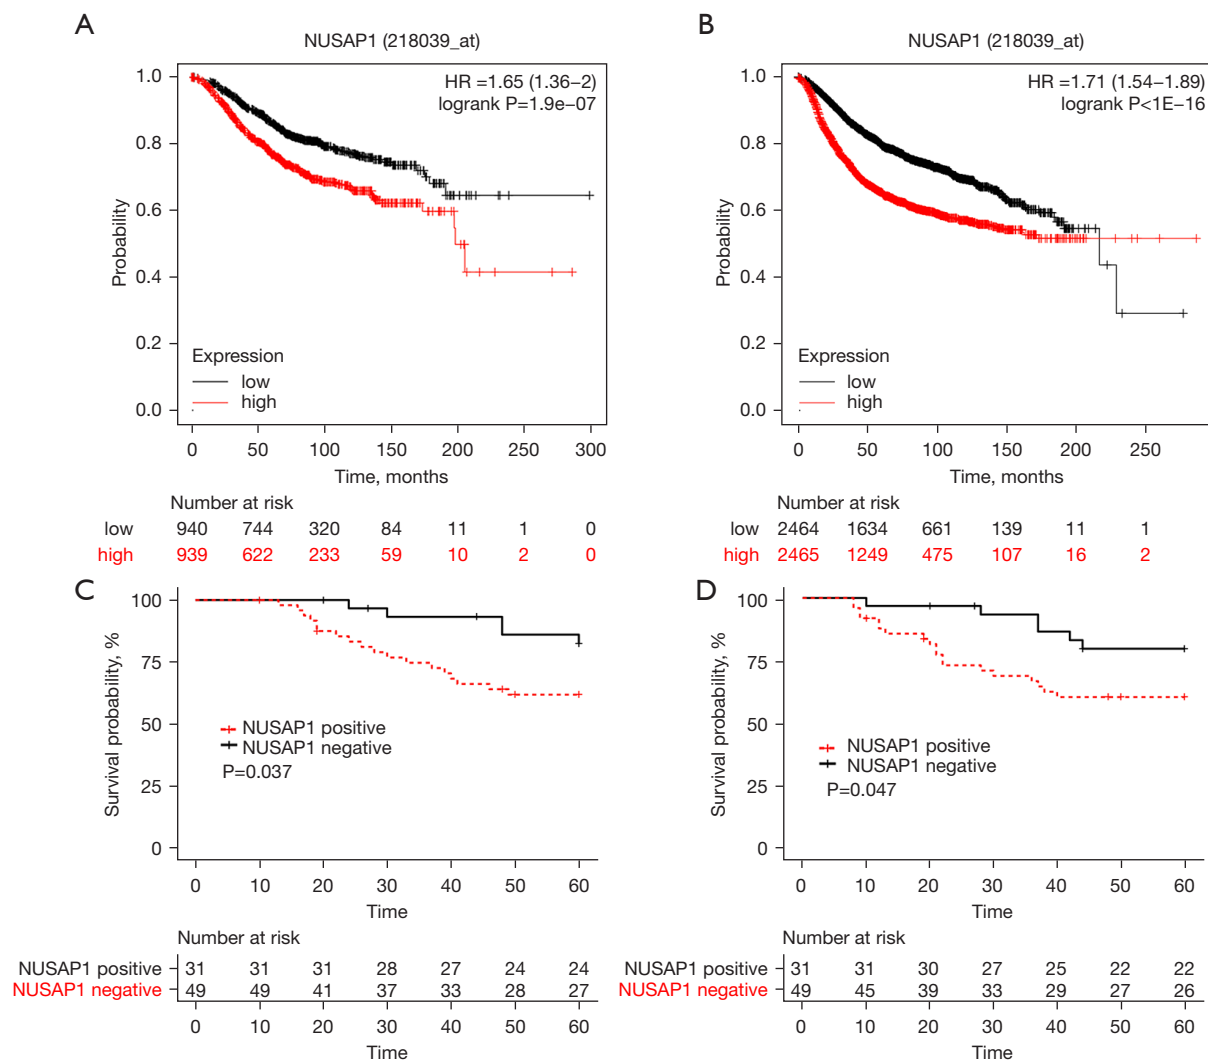 A
NUSAP1 (218039_at)
HR =1.65 (1.36−2)
logrank P=1.9e−07
Probability
1.0
0.8
0.6
0.4
0.2
0.0
Expression
low
high
0 50 100 150 200 250 300
Time, months
Number at risk
low 940 744 320 84 11 1 0
high 939 622 233 59 10 2 0
B
NUSAP1 (218039_at)
HR =1.71 (1.54−1.89)
logrank P<1E−16
Probability
1.0
0.8
0.6
0.4
0.2
0.0
Expression
low
high
0 50 100 150 200 250
Time, months
Number at risk
low 2464 1634 661 139 11 1
high 2465 1249 475 107 16 2
C
Survival probability, %
100
75
50
25
0
NUSAP1 positive
NUSAP1 negative
P=0.037
0 10 20 30 40 50 60
Time
Number at risk
NUSAP1 positive 31 31 31 28 27 24 24
NUSAP1 negative 49 49 41 37 33 28 27
0 10 20 30 40 50 60
Time
D
Survival probability, %
100
75
50
25
0
NUSAP1 positive
NUSAP1 negative
P=0.047
0 10 20 30 40 50 60
Time
Number at risk
NUSAP1 positive 31 31 30 27 25 22 22
NUSAP1 negative 49 45 39 33 29 27 26
0 10 20 30 40 50 60
Time